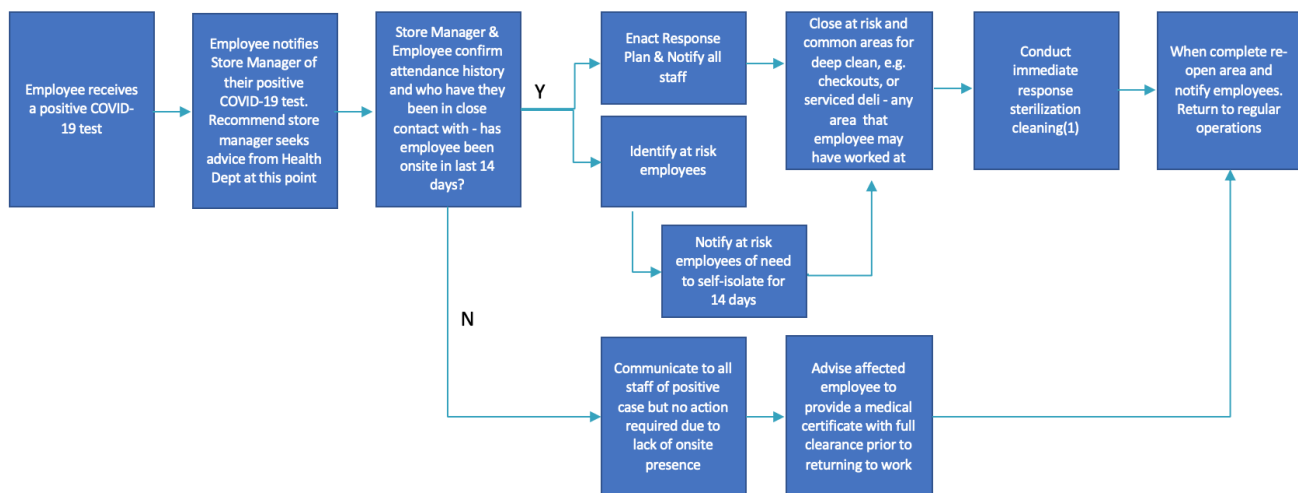 Employee receives
a positive COVID-
19 test
Employee notifies
Store Manager of
their positive
COVID-19 test.
Recommend store
manager seeks
advice from Health
Dept at this point
Store Manager &
Employee confirm
attendance history
and who have they
been in close
contact with - has
employee been
onsite in last 14
days?
Y
N
Enact Response
Plan & Notify all
staff
Identify at risk
employees
Notify at risk
employees of need
to self-isolate for
14 days
Close at risk and
common areas for
deep clean, e.g.
checkouts, or
serviced deli - any
area that
employee may
have worked at
Conduct
immediate
response
sterilization
cleaning(1)
When complete re-
open area and
notify employees.
Return to regular
operations
Communicate to all
staff of positive
case but no action
required due to
lack of onsite
presence
Advise affected
employee to
provide a medical
certificate with full
clearance prior to
returning to work